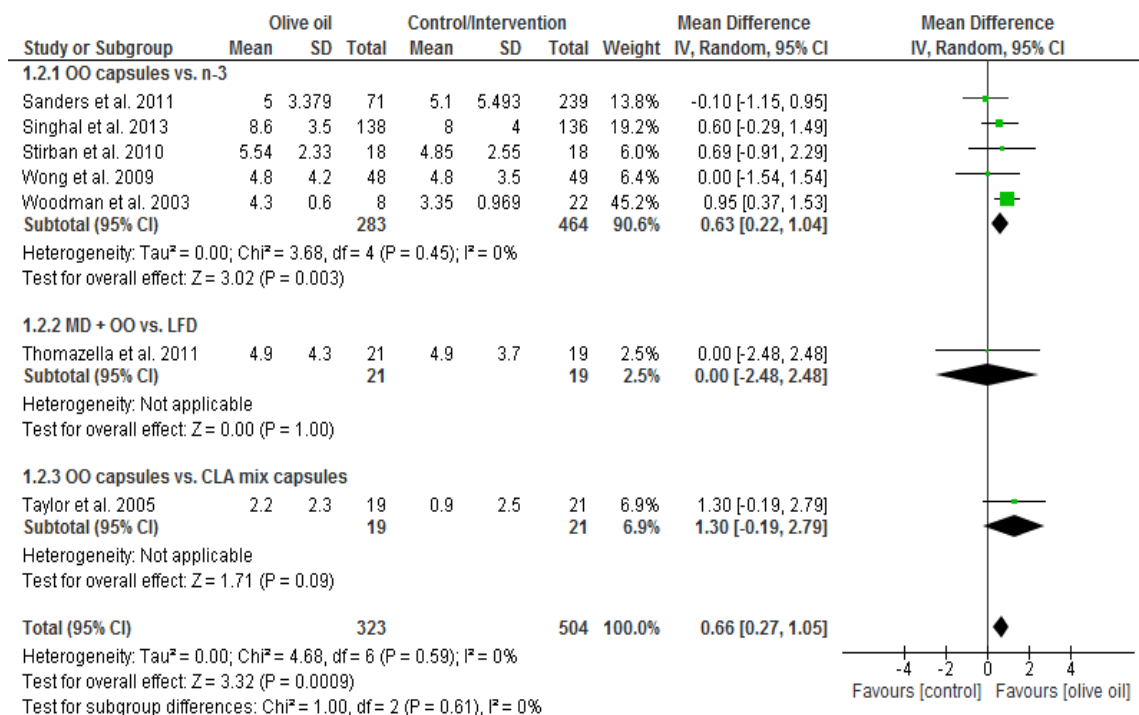 Olive oil Control/Intervention Mean Difference Mean Difference
Study or Subgroup Mean SD Total Mean SD Total Weight IV, Random, 95% CI IV, Random, 95% CI
1.2.1 OO capsules vs. n-3
Sanders et al. 2011 5 3.379 71 5.1 5.493 239 13.8% -0.10 [-1.15, 0.95]
Singhal et al. 2013 8.6 3.5 138 8 4 136 19.2% 0.60 [-0.29, 1.49]
Stirban et al. 2010 5.54 2.33 18 4.85 2.55 18 6.0% 0.69 [-0.91, 2.29]
Wong et al. 2009 4.8 4.2 48 4.8 3.5 49 6.4% 0.00 [-1.54, 1.54]
Woodman et al. 2003 4.3 0.6 8 3.35 0.969 22 45.2% 0.95 [0.37, 1.53]
Subtotal (95% CI) 283 464 90.6% 0.63 [0.22, 1.04]
Heterogeneity: Tau² = 0.00; Chi² = 3.68, df = 4 (P = 0.45); I² = 0%
Test for overall effect: Z = 3.02 (P = 0.003)
1.2.2 MD + OO vs. LFD
Thomazella et al. 2011 4.9 4.3 21 4.9 3.7 19 2.5% 0.00 [-2.48, 2.48]
Subtotal (95% CI) 21 19 2.5% 0.00 [-2.48, 2.48]
Heterogeneity: Not applicable
Test for overall effect: Z = 0.00 (P = 1.00)
1.2.3 OO capsules vs. CLA mix capsules
Taylor et al. 2005 2.2 2.3 19 0.9 2.5 21 6.9% 1.30 [-0.19, 2.79]
Subtotal (95% CI) 19 21 6.9% 1.30 [-0.19, 2.79]
Heterogeneity: Not applicable
Test for overall effect: Z = 1.71 (P = 0.09)
Total (95% CI) 323 504 100.0% 0.66 [0.27, 1.05]
Heterogeneity: Tau² = 0.00; Chi² = 4.68, df = 6 (P = 0.59); I² = 0%
Test for overall effect: Z = 3.32 (P = 0.0009)
Test for subgroup differences: Chi² = 1.00, df = 2 (P = 0.61), I² = 0%
-4 -2 0 2 4
Favours [control] Favours [olive oil]